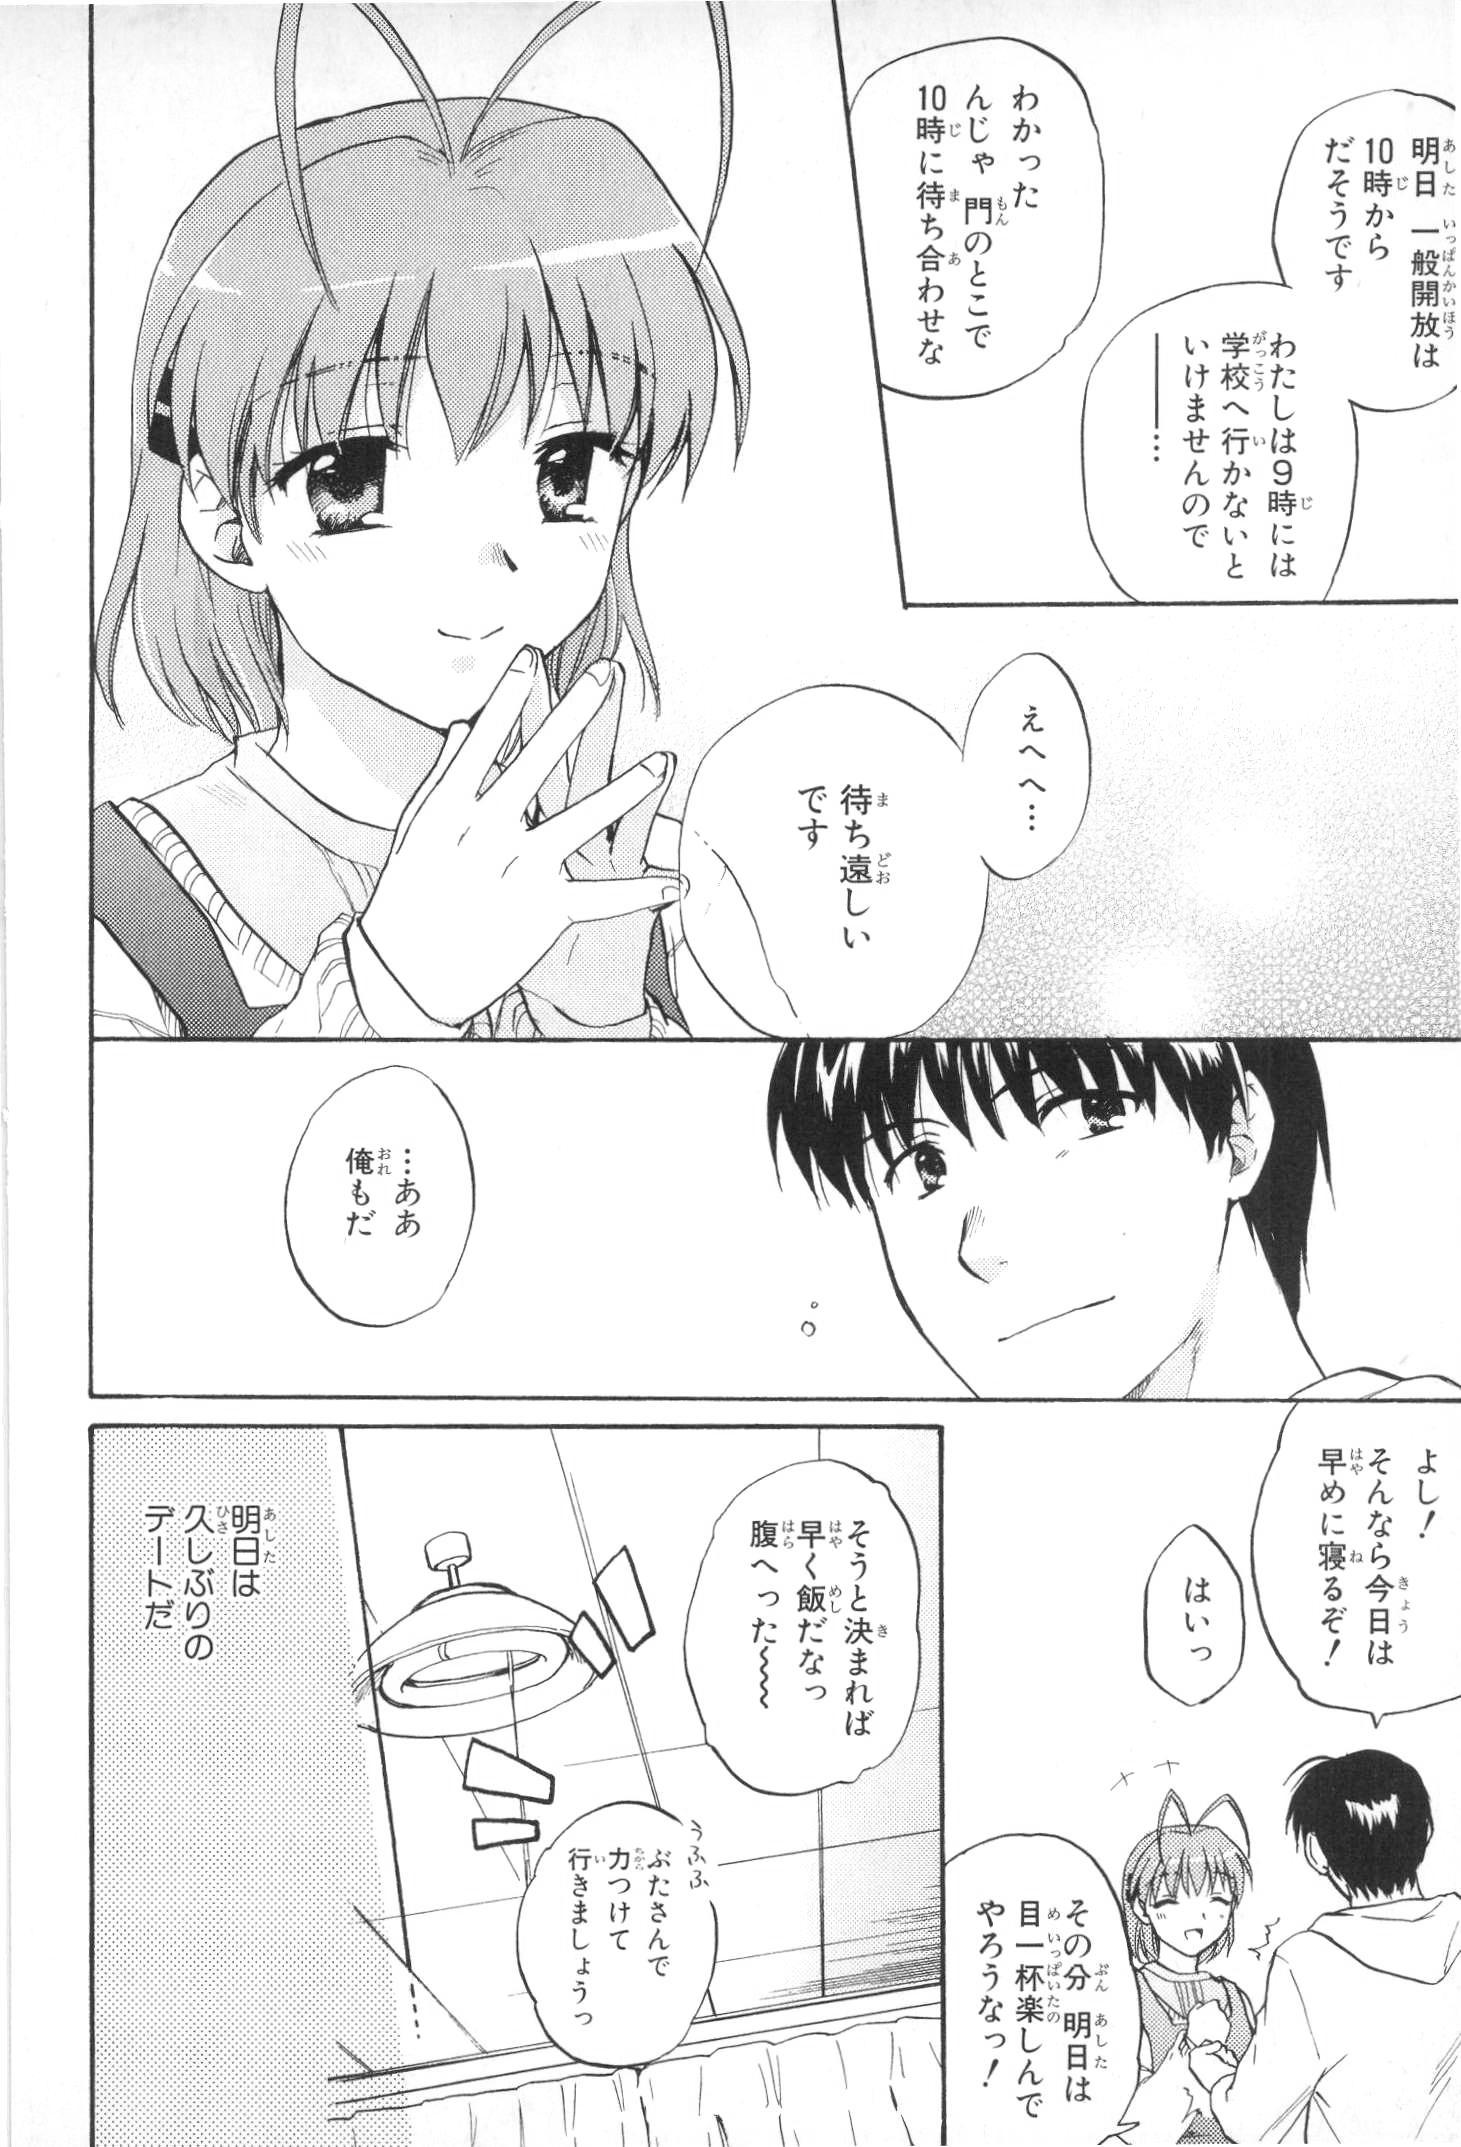 明日 一般開放は
10時から
だそうです
わたしは9時には
学校へ行かないと
いけませんので
――…
わかった
んじゃ 門のとこで
10時に待ち合わせな
えへへ…
待ち遠しい
です
…ああ
俺もだ
よし!
そんなら今日は
早めに寝るぞ!
はいっ
その分 明日は
目一杯楽しんで
やろうなっ!
そうと決まれば
早く飯だなっ
腹へった〜〜
うふふ
ぶたさんで
力つけて
行きましょうっ
明日は
久しぶりの
デートだ